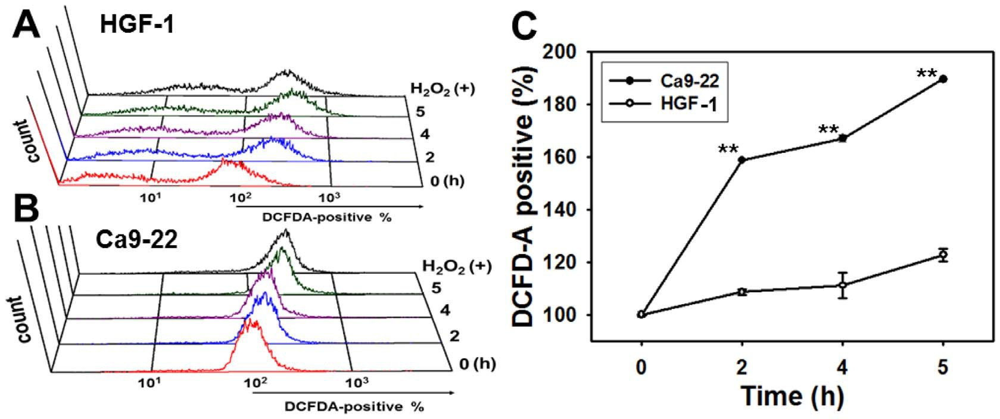 A
HGF-1
count
H₂O₂ (+)
5
4
2
0 (h)
10¹ 10² 10³
DCFDA-positive %
B
Ca9-22
count
H₂O₂ (+)
5
4
2
0 (h)
10¹ 10² 10³
DCFDA-positive %
C
DCFD-A positive (%)
200
180
160
140
120
100
Ca9-22
HGF-1
**
**
**
0 2 4 5
Time (h)